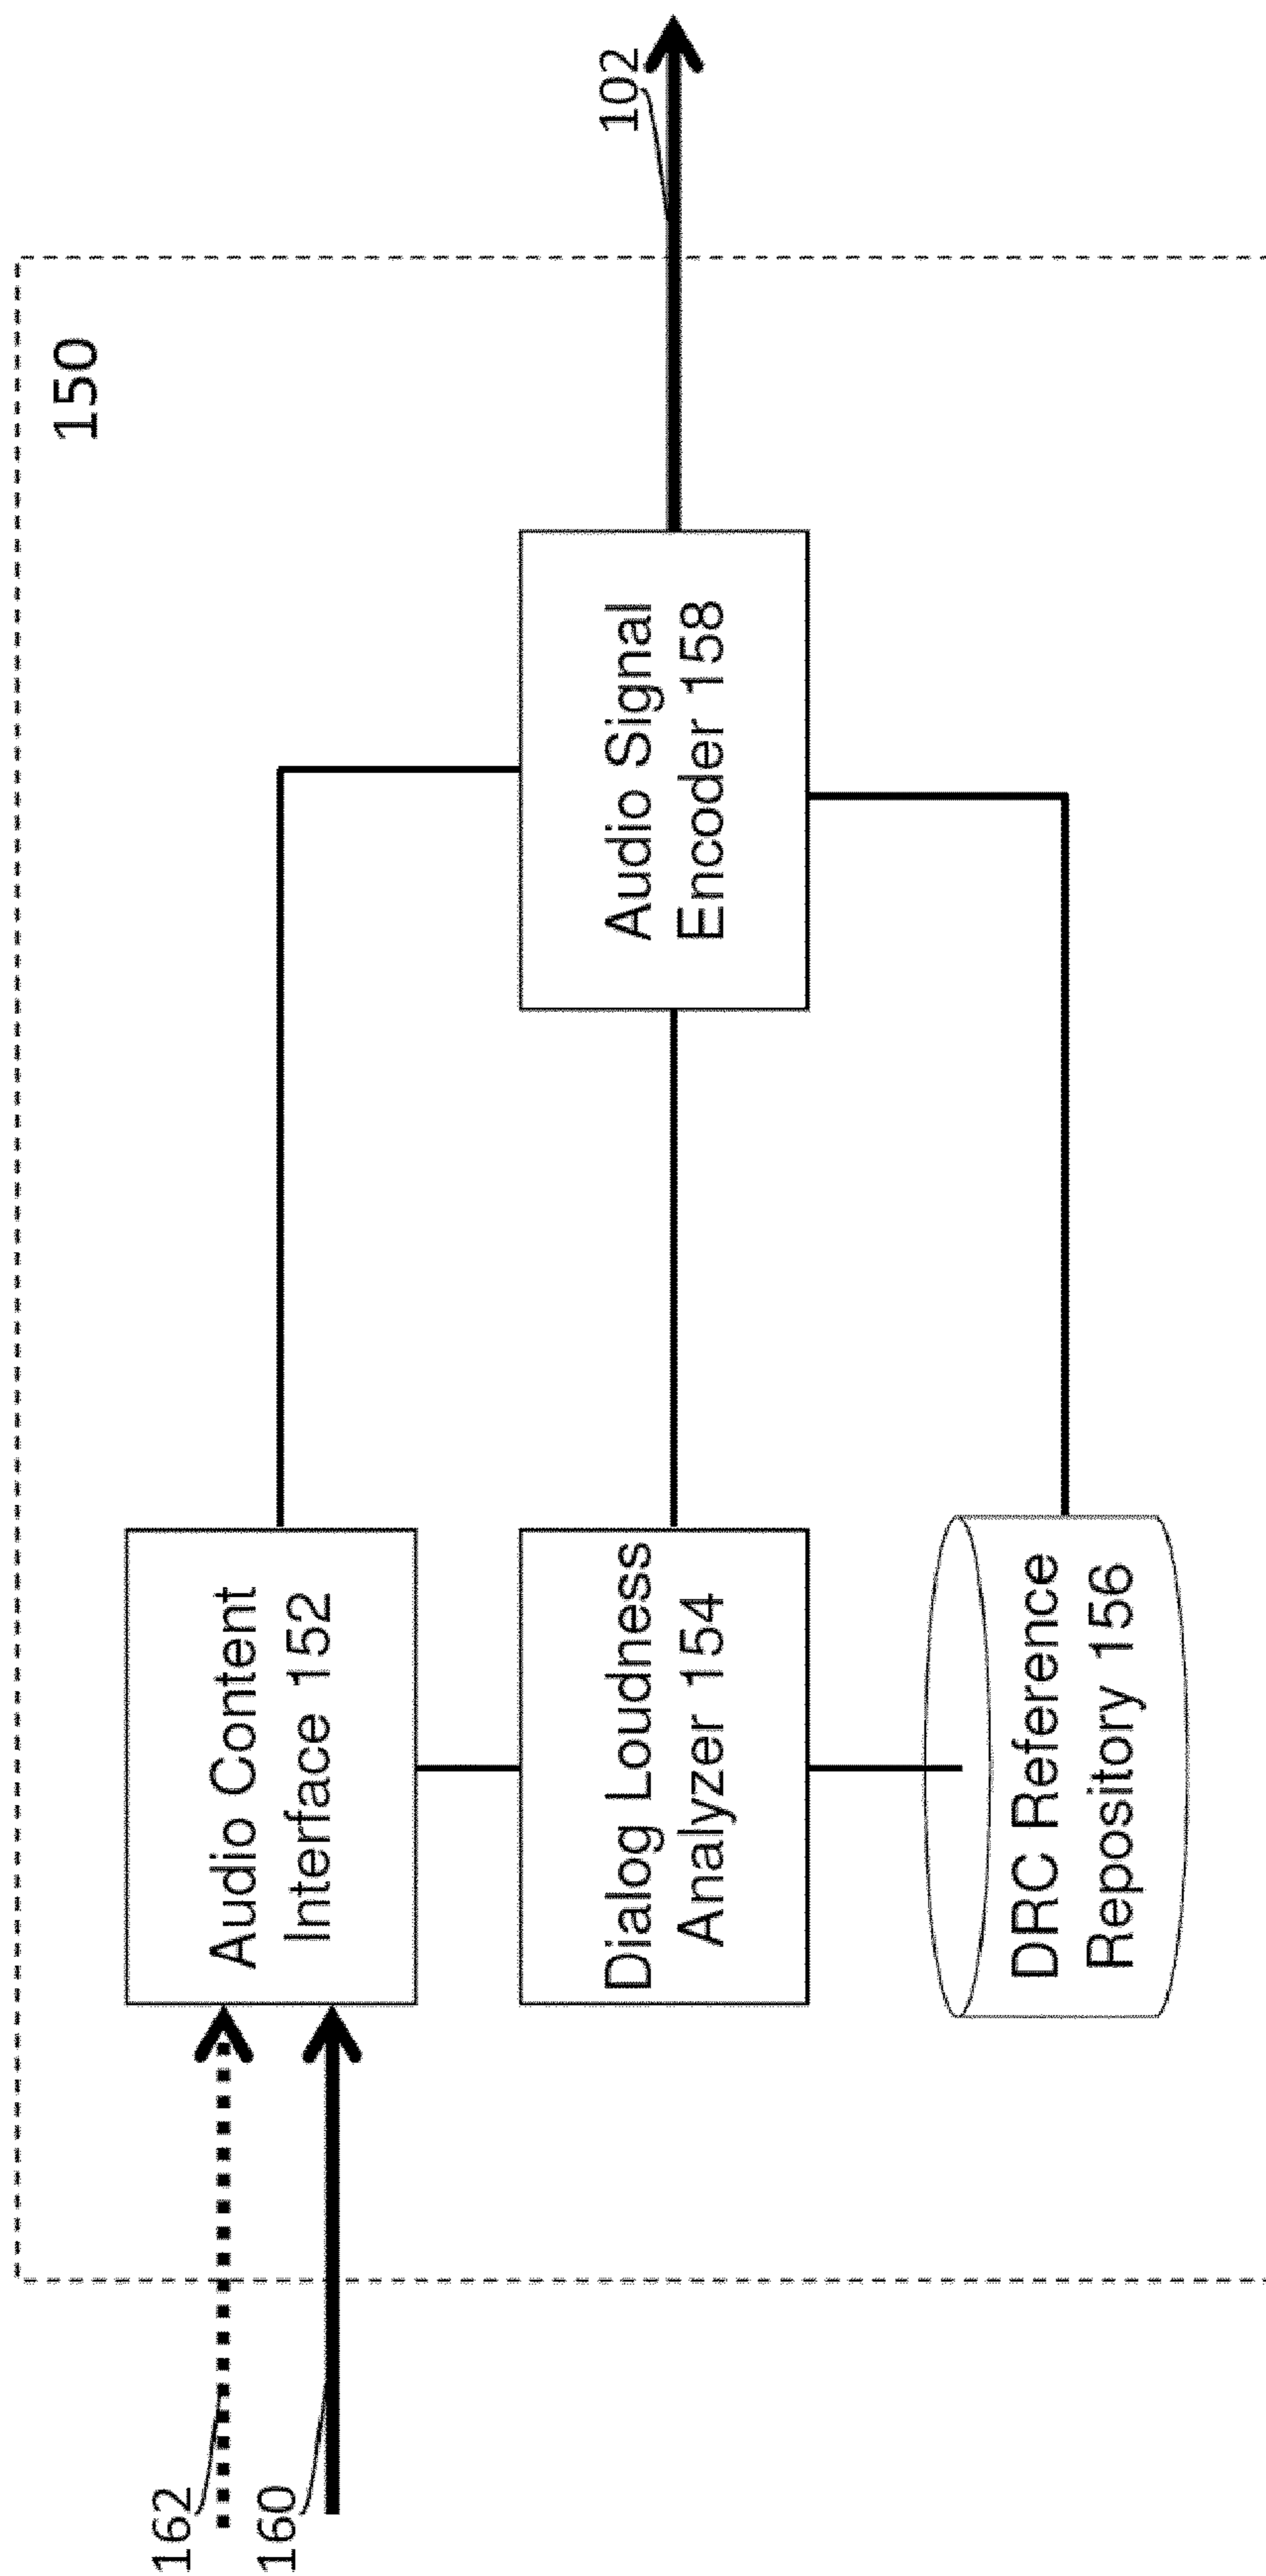 150
162
160
102
Audio Content
Interface 152
Dialog Loudness
Analyzer 154
DRC Reference
Repository 156
Audio Signal
Encoder 158